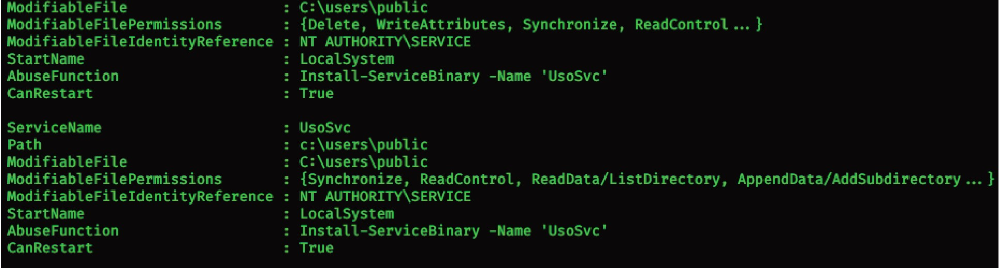 ModifiableFile : C:\users\public
ModifiableFilePermissions : {Delete, WriteAttributes, Synchronize, ReadControl...}
ModifiableFileIdentityReference : NT AUTHORITY\SERVICE
StartName : LocalSystem
AbuseFunction : Install-ServiceBinary -Name 'UsoSvc'
CanRestart : True
ServiceName : UsoSvc
Path : c:\users\public
ModifiableFile : C:\users\public
ModifiableFilePermissions : {Synchronize, ReadControl, ReadData/ListDirectory, AppendData/AddSubdirectory...}
ModifiableFileIdentityReference : NT AUTHORITY\SERVICE
StartName : LocalSystem
AbuseFunction : Install-ServiceBinary -Name 'UsoSvc'
CanRestart : True